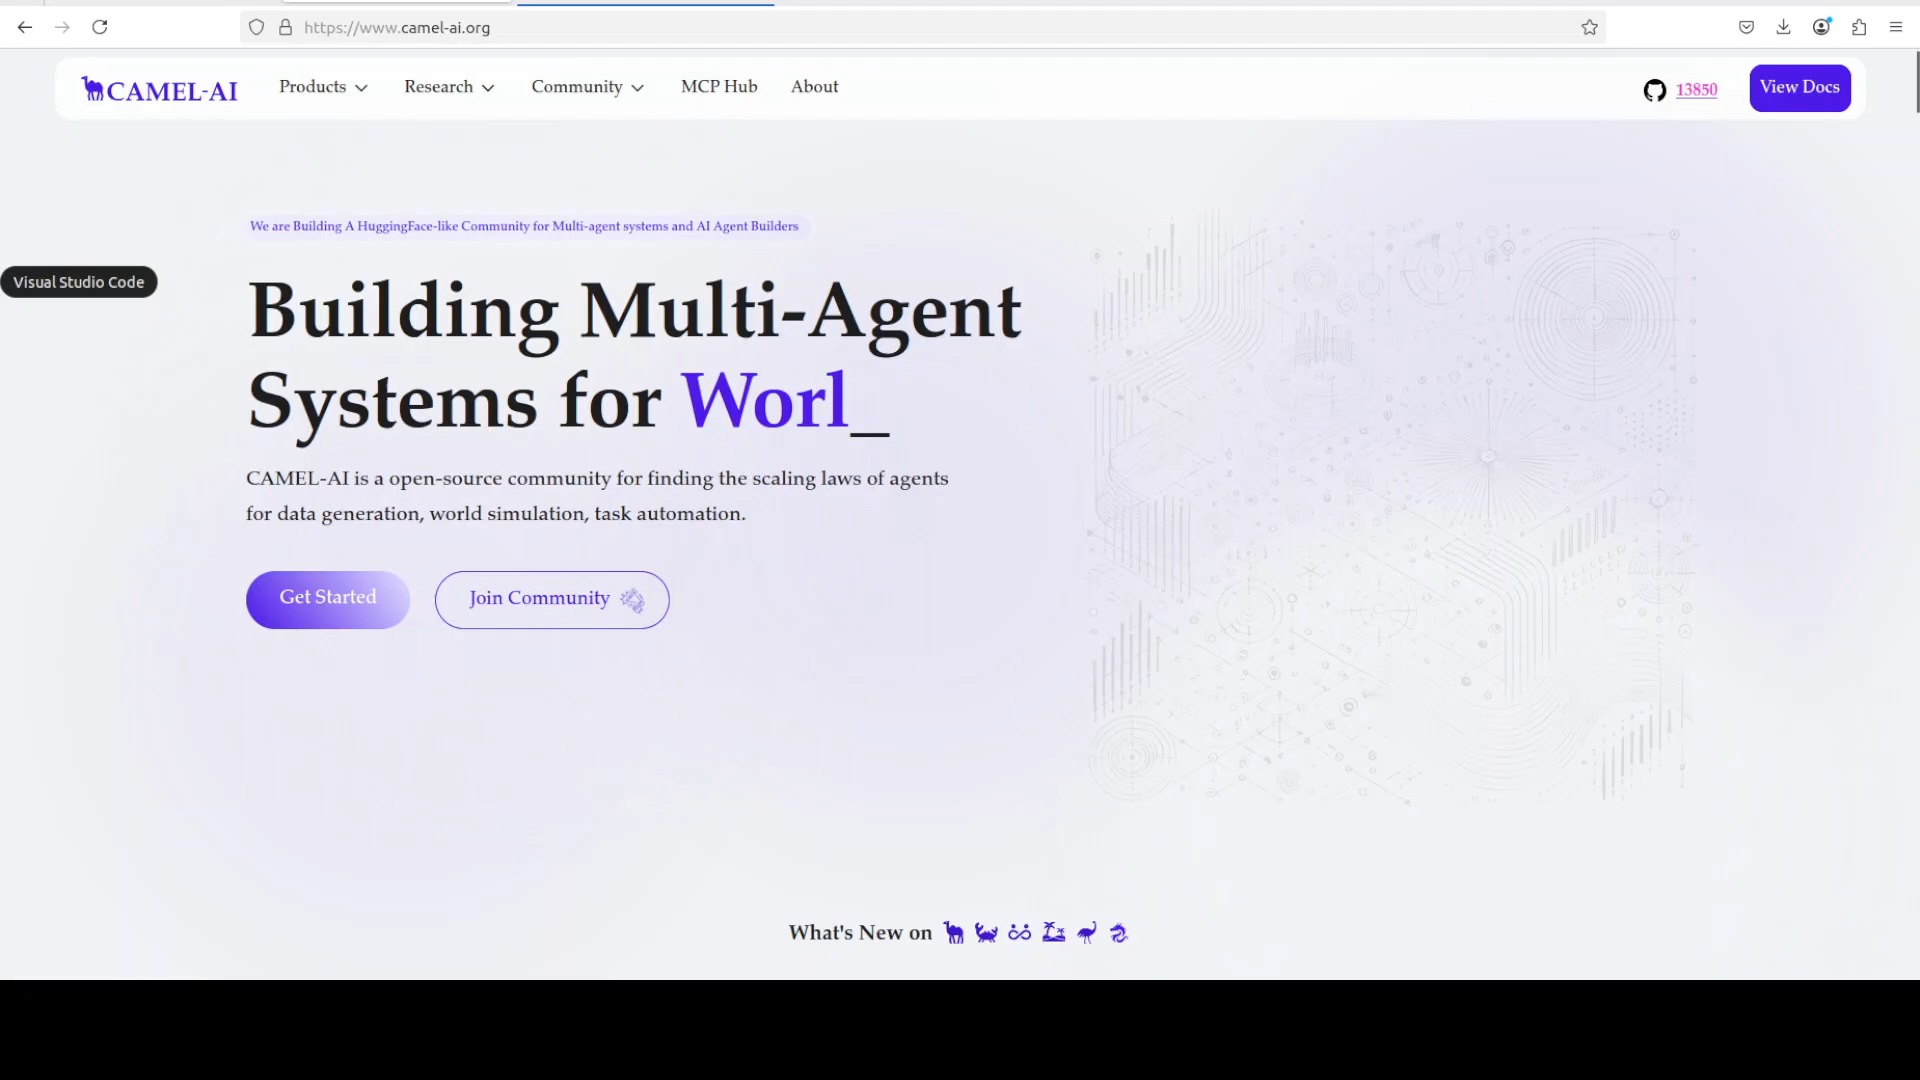 https://www.camel-ai.org
CAMEL-AI
Products
Research
Community
MCP Hub
About
13850
View Docs
We are Building A HuggingFace-like Community for Multi-agent systems and AI Agent Builders
Visual Studio Code
Building Multi-Agent
Systems for Worl_
CAMEL-AI is a open-source community for finding the scaling laws of agents
for data generation, world simulation, task automation.
Get Started
Join Community
What's New on